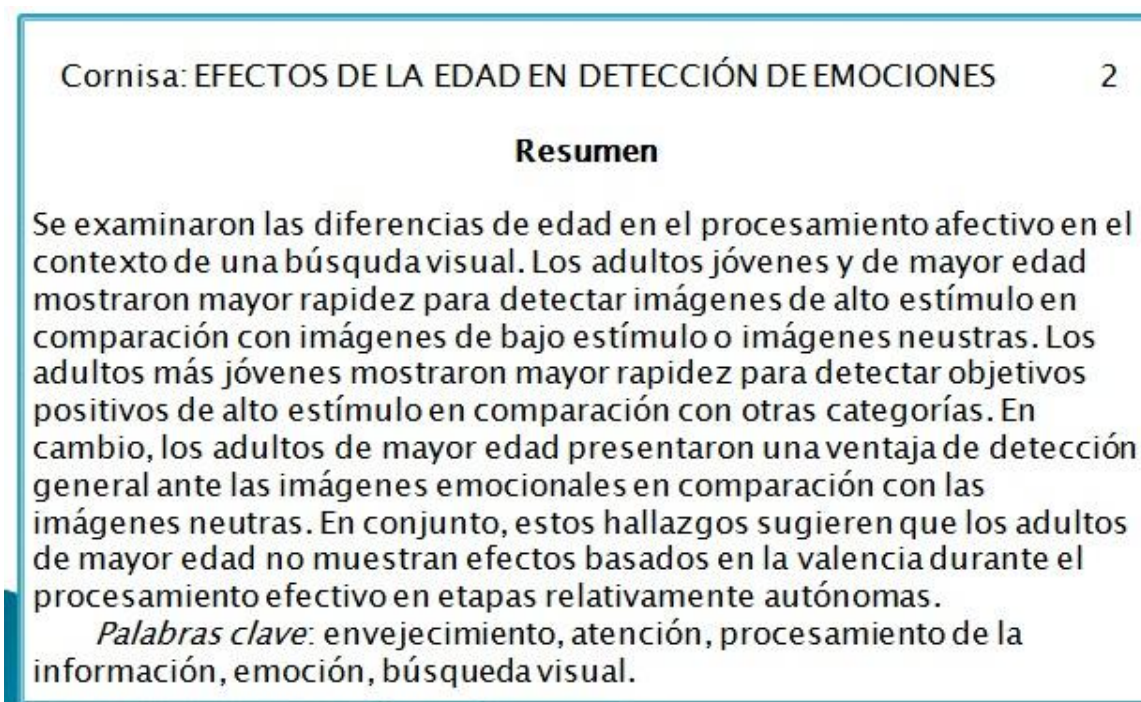 Cornisa: EFECTOS DE LA EDAD EN DETECCIÓN DE EMOCIONES 2
Resumen
Se examinaron las diferencias de edad en el procesamiento afectivo en el
contexto de una búsquda visual. Los adultos jóvenes y de mayor edad
mostraron mayor rapidez para detectar imágenes de alto estímulo en
comparación con imágenes de bajo estímulo o imágenes neustras. Los
adultos más jóvenes mostraron mayor rapidez para detectar objetivos
positivos de alto estímulo en comparación con otras categorías. En
cambio, los adultos de mayor edad presentaron una ventaja de detección
general ante las imágenes emocionales en comparación con las
imágenes neutras. En conjunto, estos hallazgos sugieren que los adultos
de mayor edad no muestran efectos basados en la valencia durante el
procesamiento efectivo en etapas relativamente autónomas.
Palabras clave: envejecimiento, atención, procesamiento de la
información, emoción, búsqueda visual.